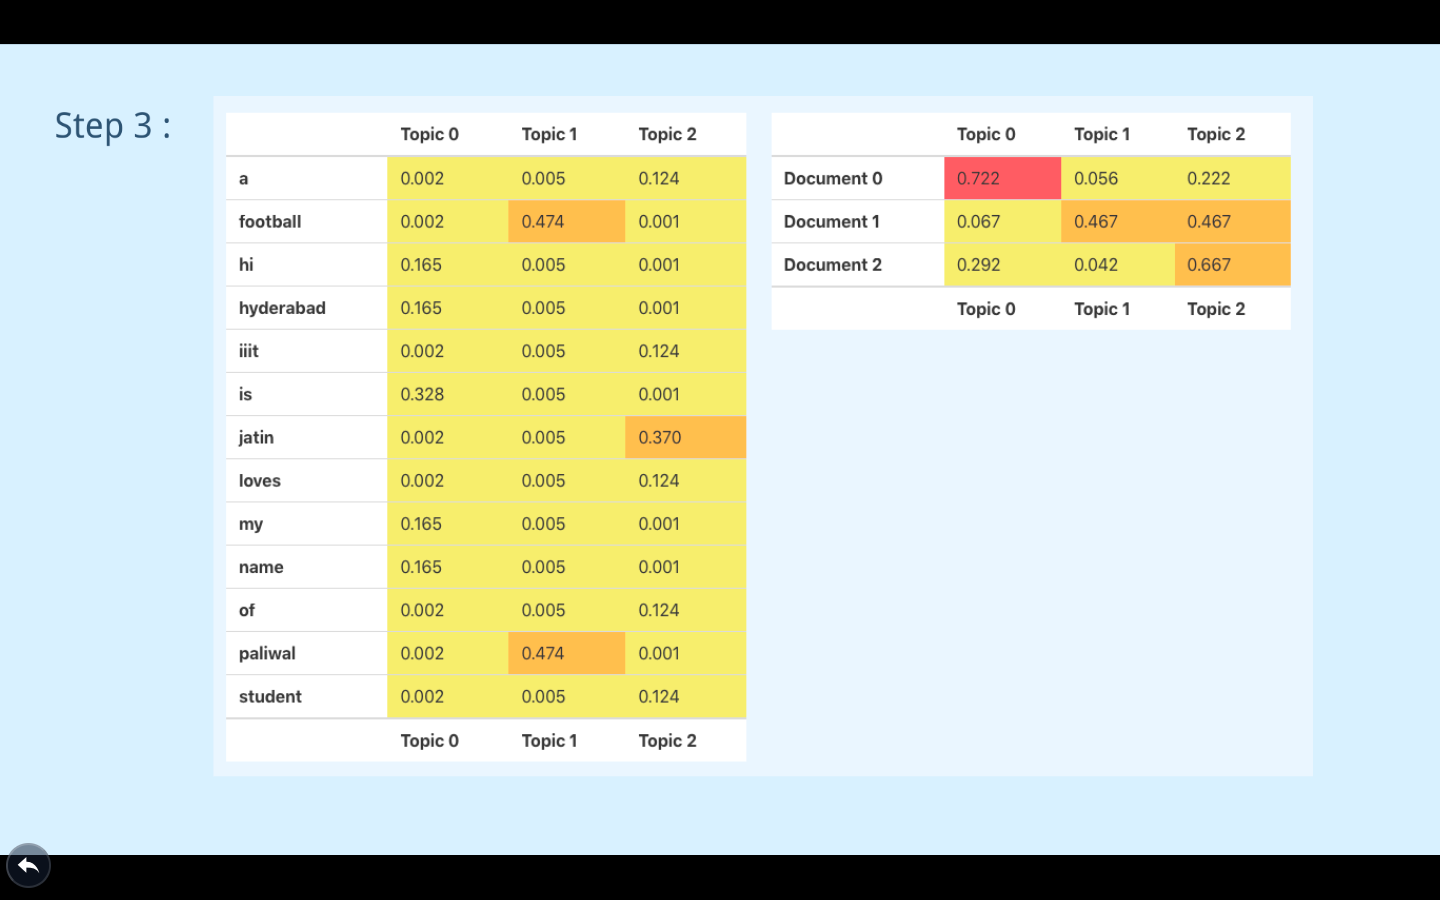 Step 3 :
Topic 0 Topic 1 Topic 2
a 0.002 0.005 0.124
football 0.002 0.474 0.001
hi 0.165 0.005 0.001
hyderabad 0.165 0.005 0.001
iiit 0.002 0.005 0.124
is 0.328 0.005 0.001
jatin 0.002 0.005 0.370
loves 0.002 0.005 0.124
my 0.165 0.005 0.001
name 0.165 0.005 0.001
of 0.002 0.005 0.124
paliwal 0.002 0.474 0.001
student 0.002 0.005 0.124
Topic 0 Topic 1 Topic 2
Topic 0 Topic 1 Topic 2
Document 0 0.722 0.056 0.222
Document 1 0.067 0.467 0.467
Document 2 0.292 0.042 0.667
Topic 0 Topic 1 Topic 2